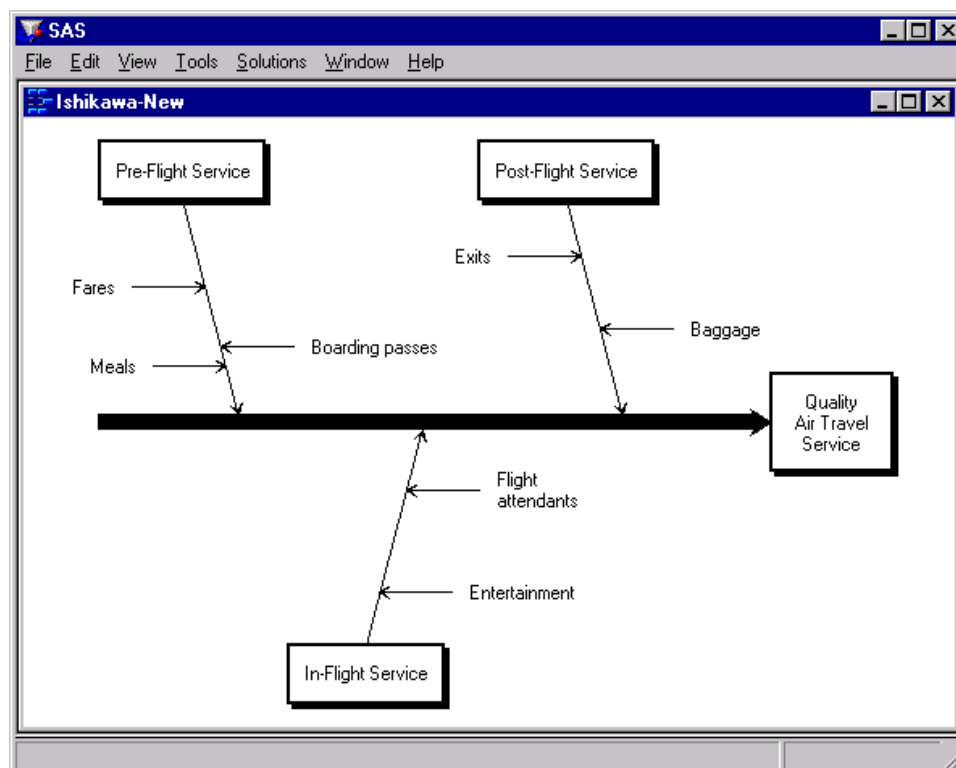 SAS
File Edit View Tools Solutions Window Help
Ishikawa-New
Pre-Flight Service
Post-Flight Service
Exits
Fares
Baggage
Boarding passes
Meals
Quality
Air Travel
Service
Flight
attendants
Entertainment
In-Flight Service